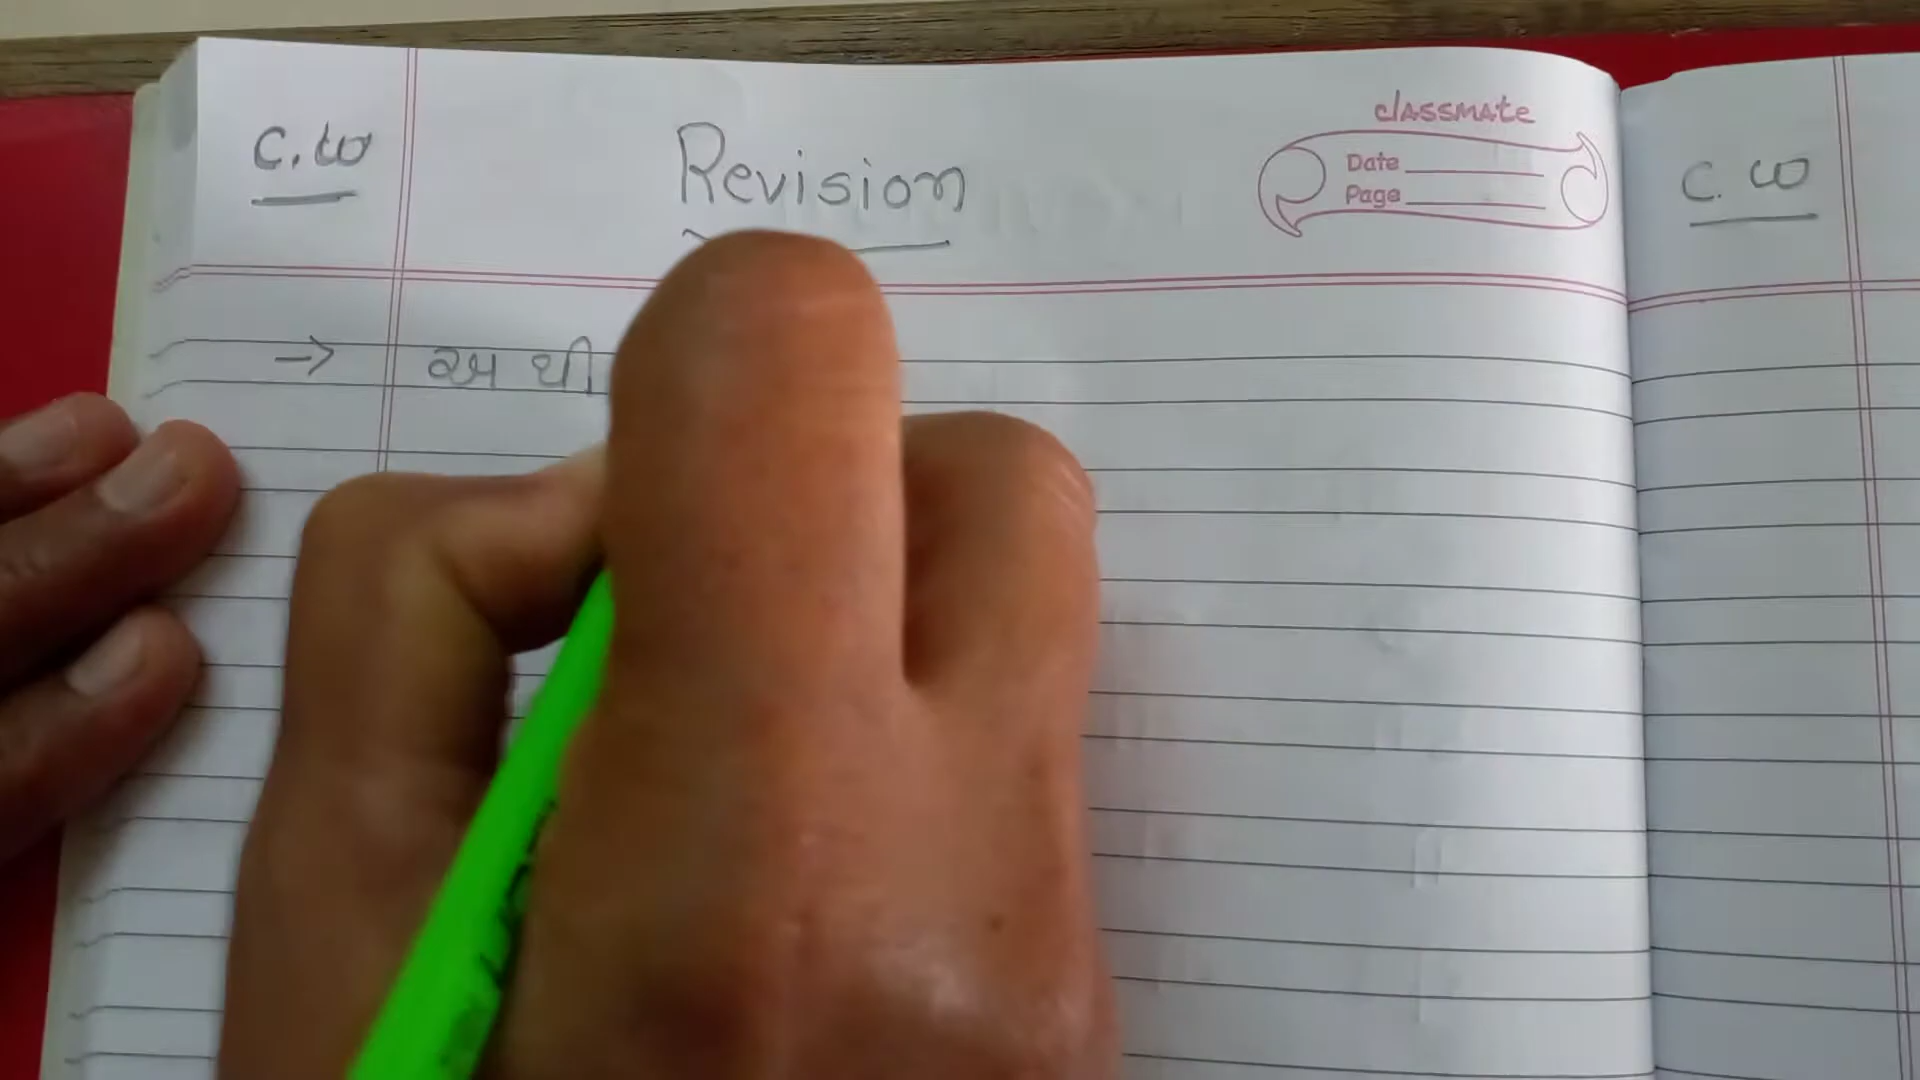 classmate
C.W Revision
Date
Page
C.W
→ અ થી